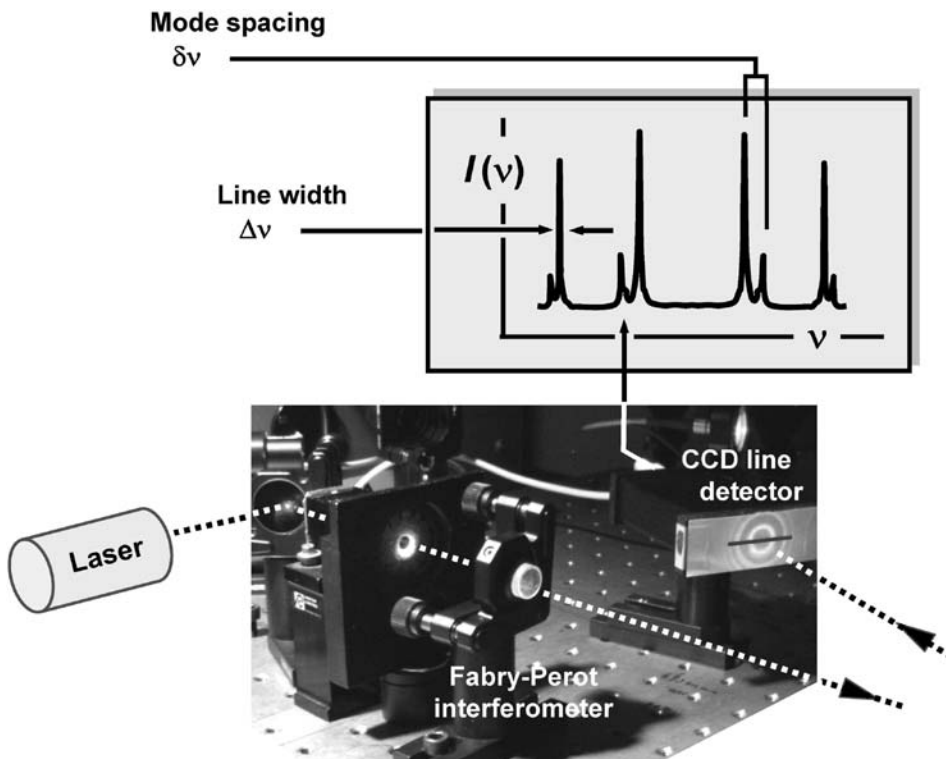 Mode spacing
δν
I(ν)
Line width
Δν
ν
CCD line
detector
Laser
Fabry-Perot
interferometer